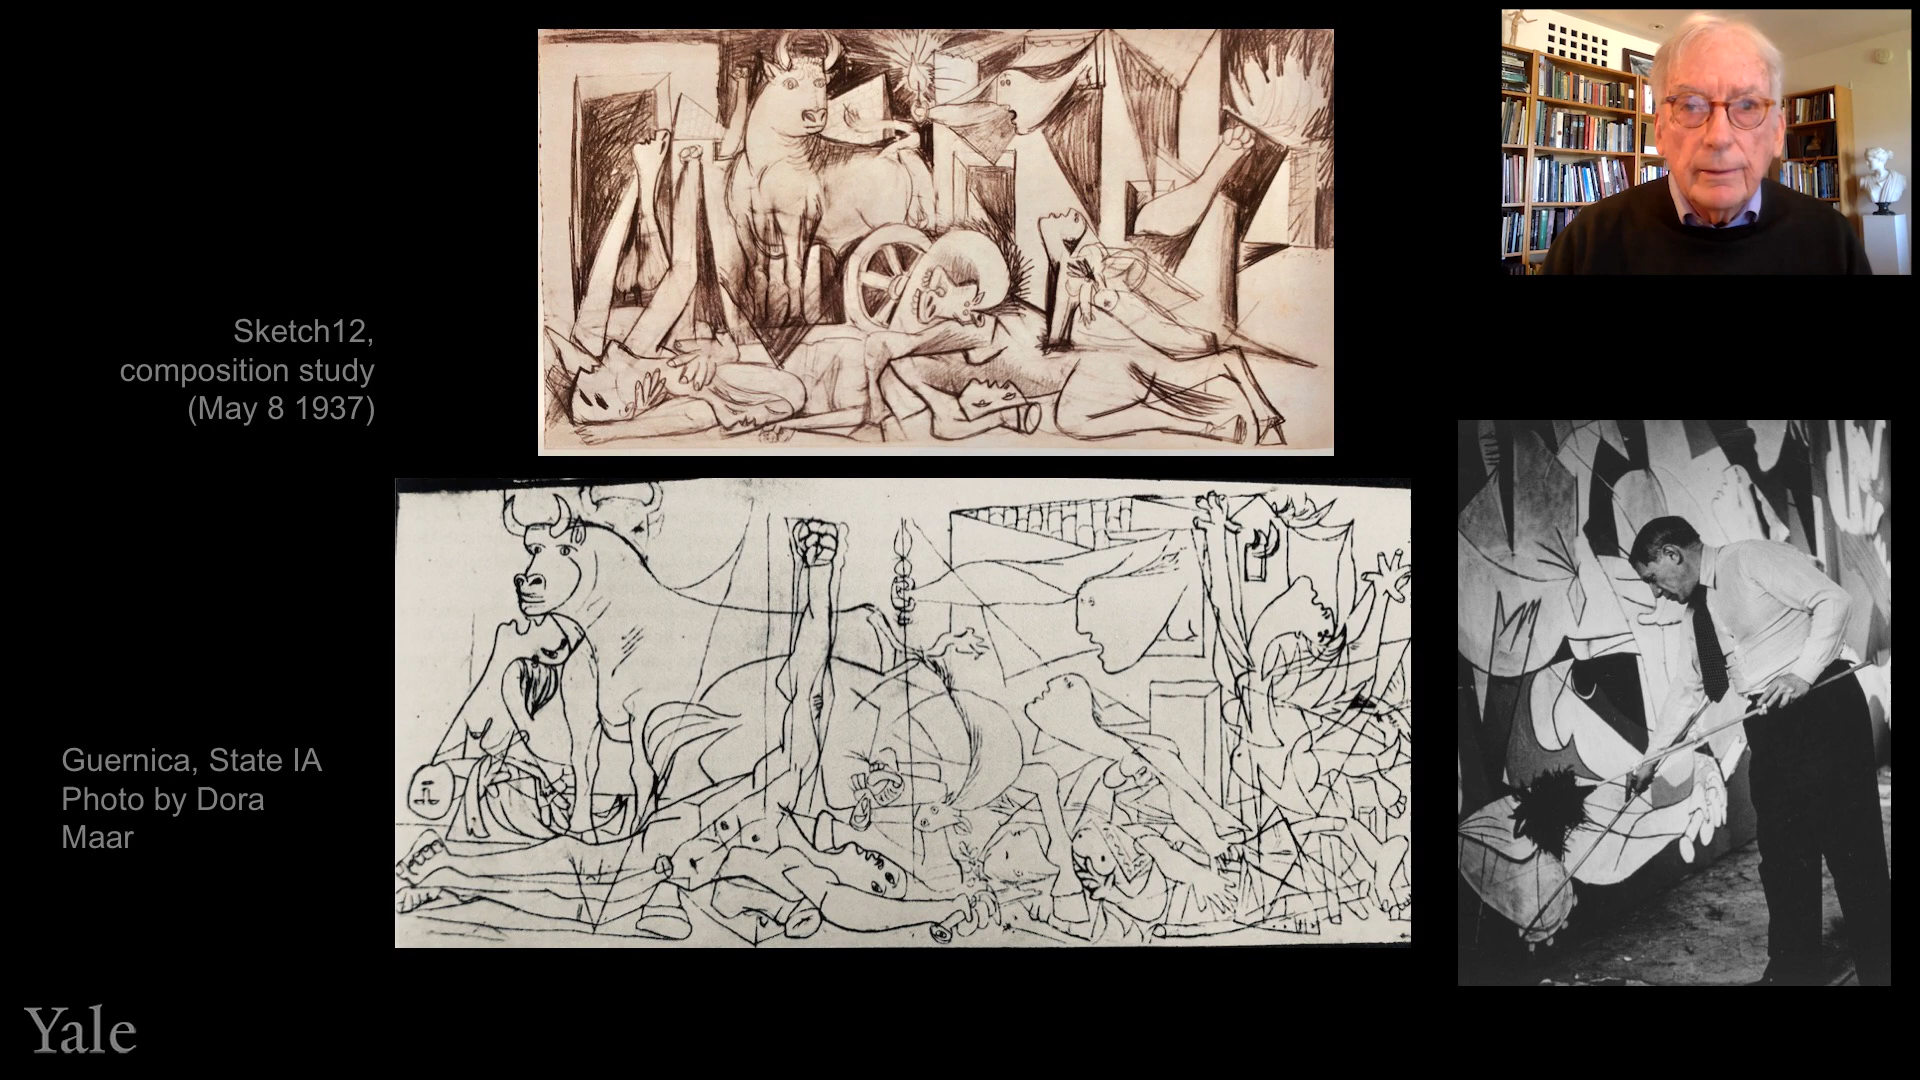 Sketch12,
composition study
(May 8 1937)
Guernica, State IA
Photo by Dora
Maar
Yale